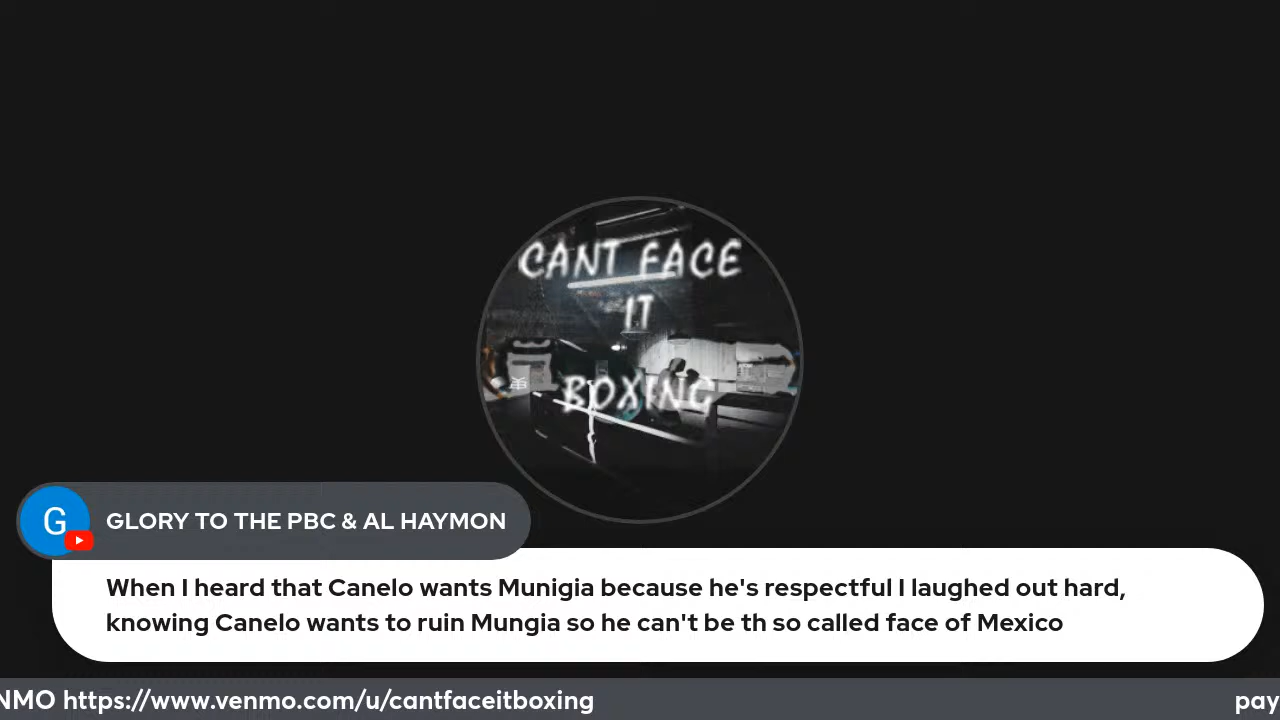 CANT FACE
IT
BOXING
G
GLORY TO THE PBC & AL HAYMON
When I heard that Canelo wants Munigia because he's respectful I laughed out hard,
knowing Canelo wants to ruin Mungia so he can't be th so called face of Mexico
NMO https://www.venmo.com/u/cantfaceitboxing pay